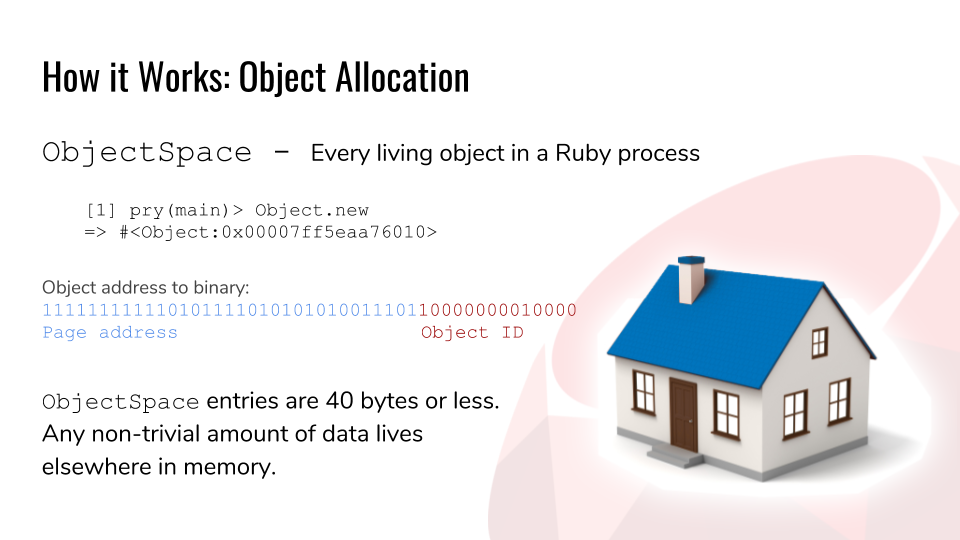 How it Works: Object Allocation
ObjectSpace - Every living object in a Ruby process
[1] pry(main)> Object.new
=> #<Object:0x00007ff5eaa76010>
Object address to binary:
11111111111010111101010101001110110000000010000
Page address Object ID
ObjectSpace entries are 40 bytes or less.
Any non-trivial amount of data lives
elsewhere in memory.